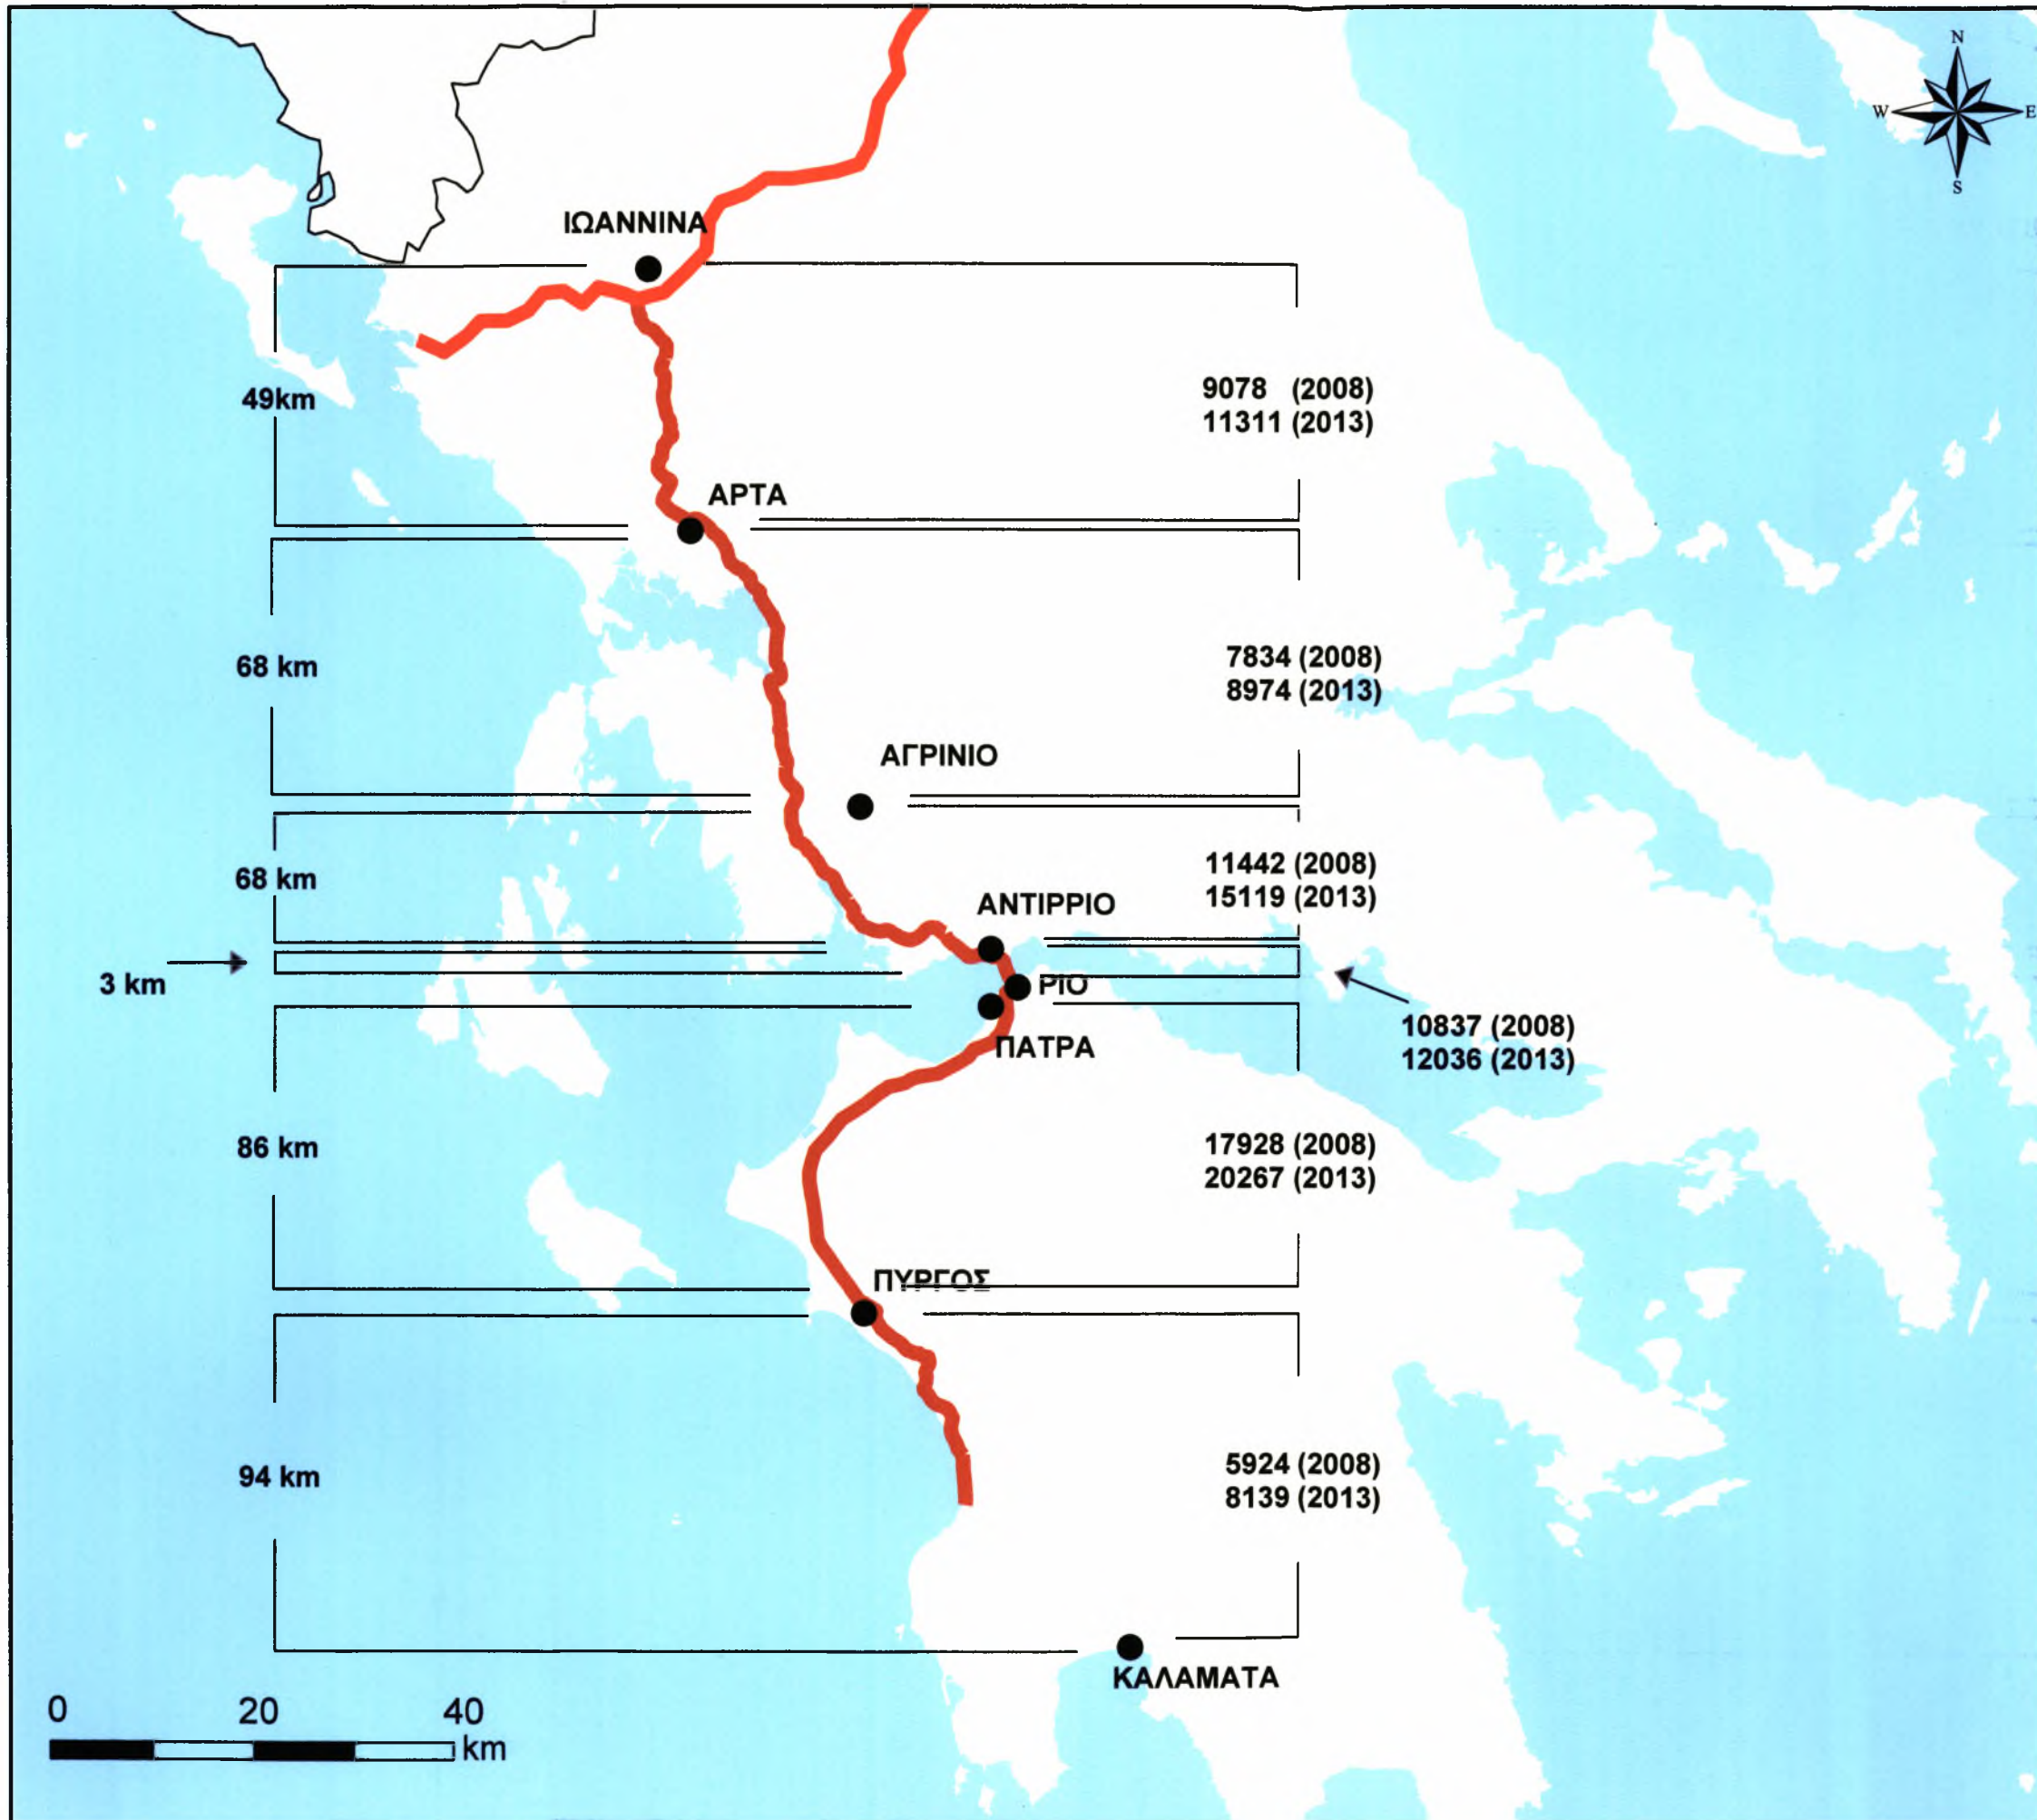 N
W E
S
ΙΩΑΝΝΙΝΑ
49km
9078 (2008)
11311 (2013)
ΑΡΤΑ
68 km
7834 (2008)
8974 (2013)
ΑΓΡΙΝΙΟ
68 km
11442 (2008)
15119 (2013)
ΑΝΤΙΡΡΙΟ
3 km
ΡΙΟ
10837 (2008)
12036 (2013)
ΠΑΤΡΑ
86 km
17928 (2008)
20267 (2013)
ΠΥΡΓΟΣ
94 km
5924 (2008)
8139 (2013)
ΚΑΛΑΜΑΤΑ
0 20 40
km